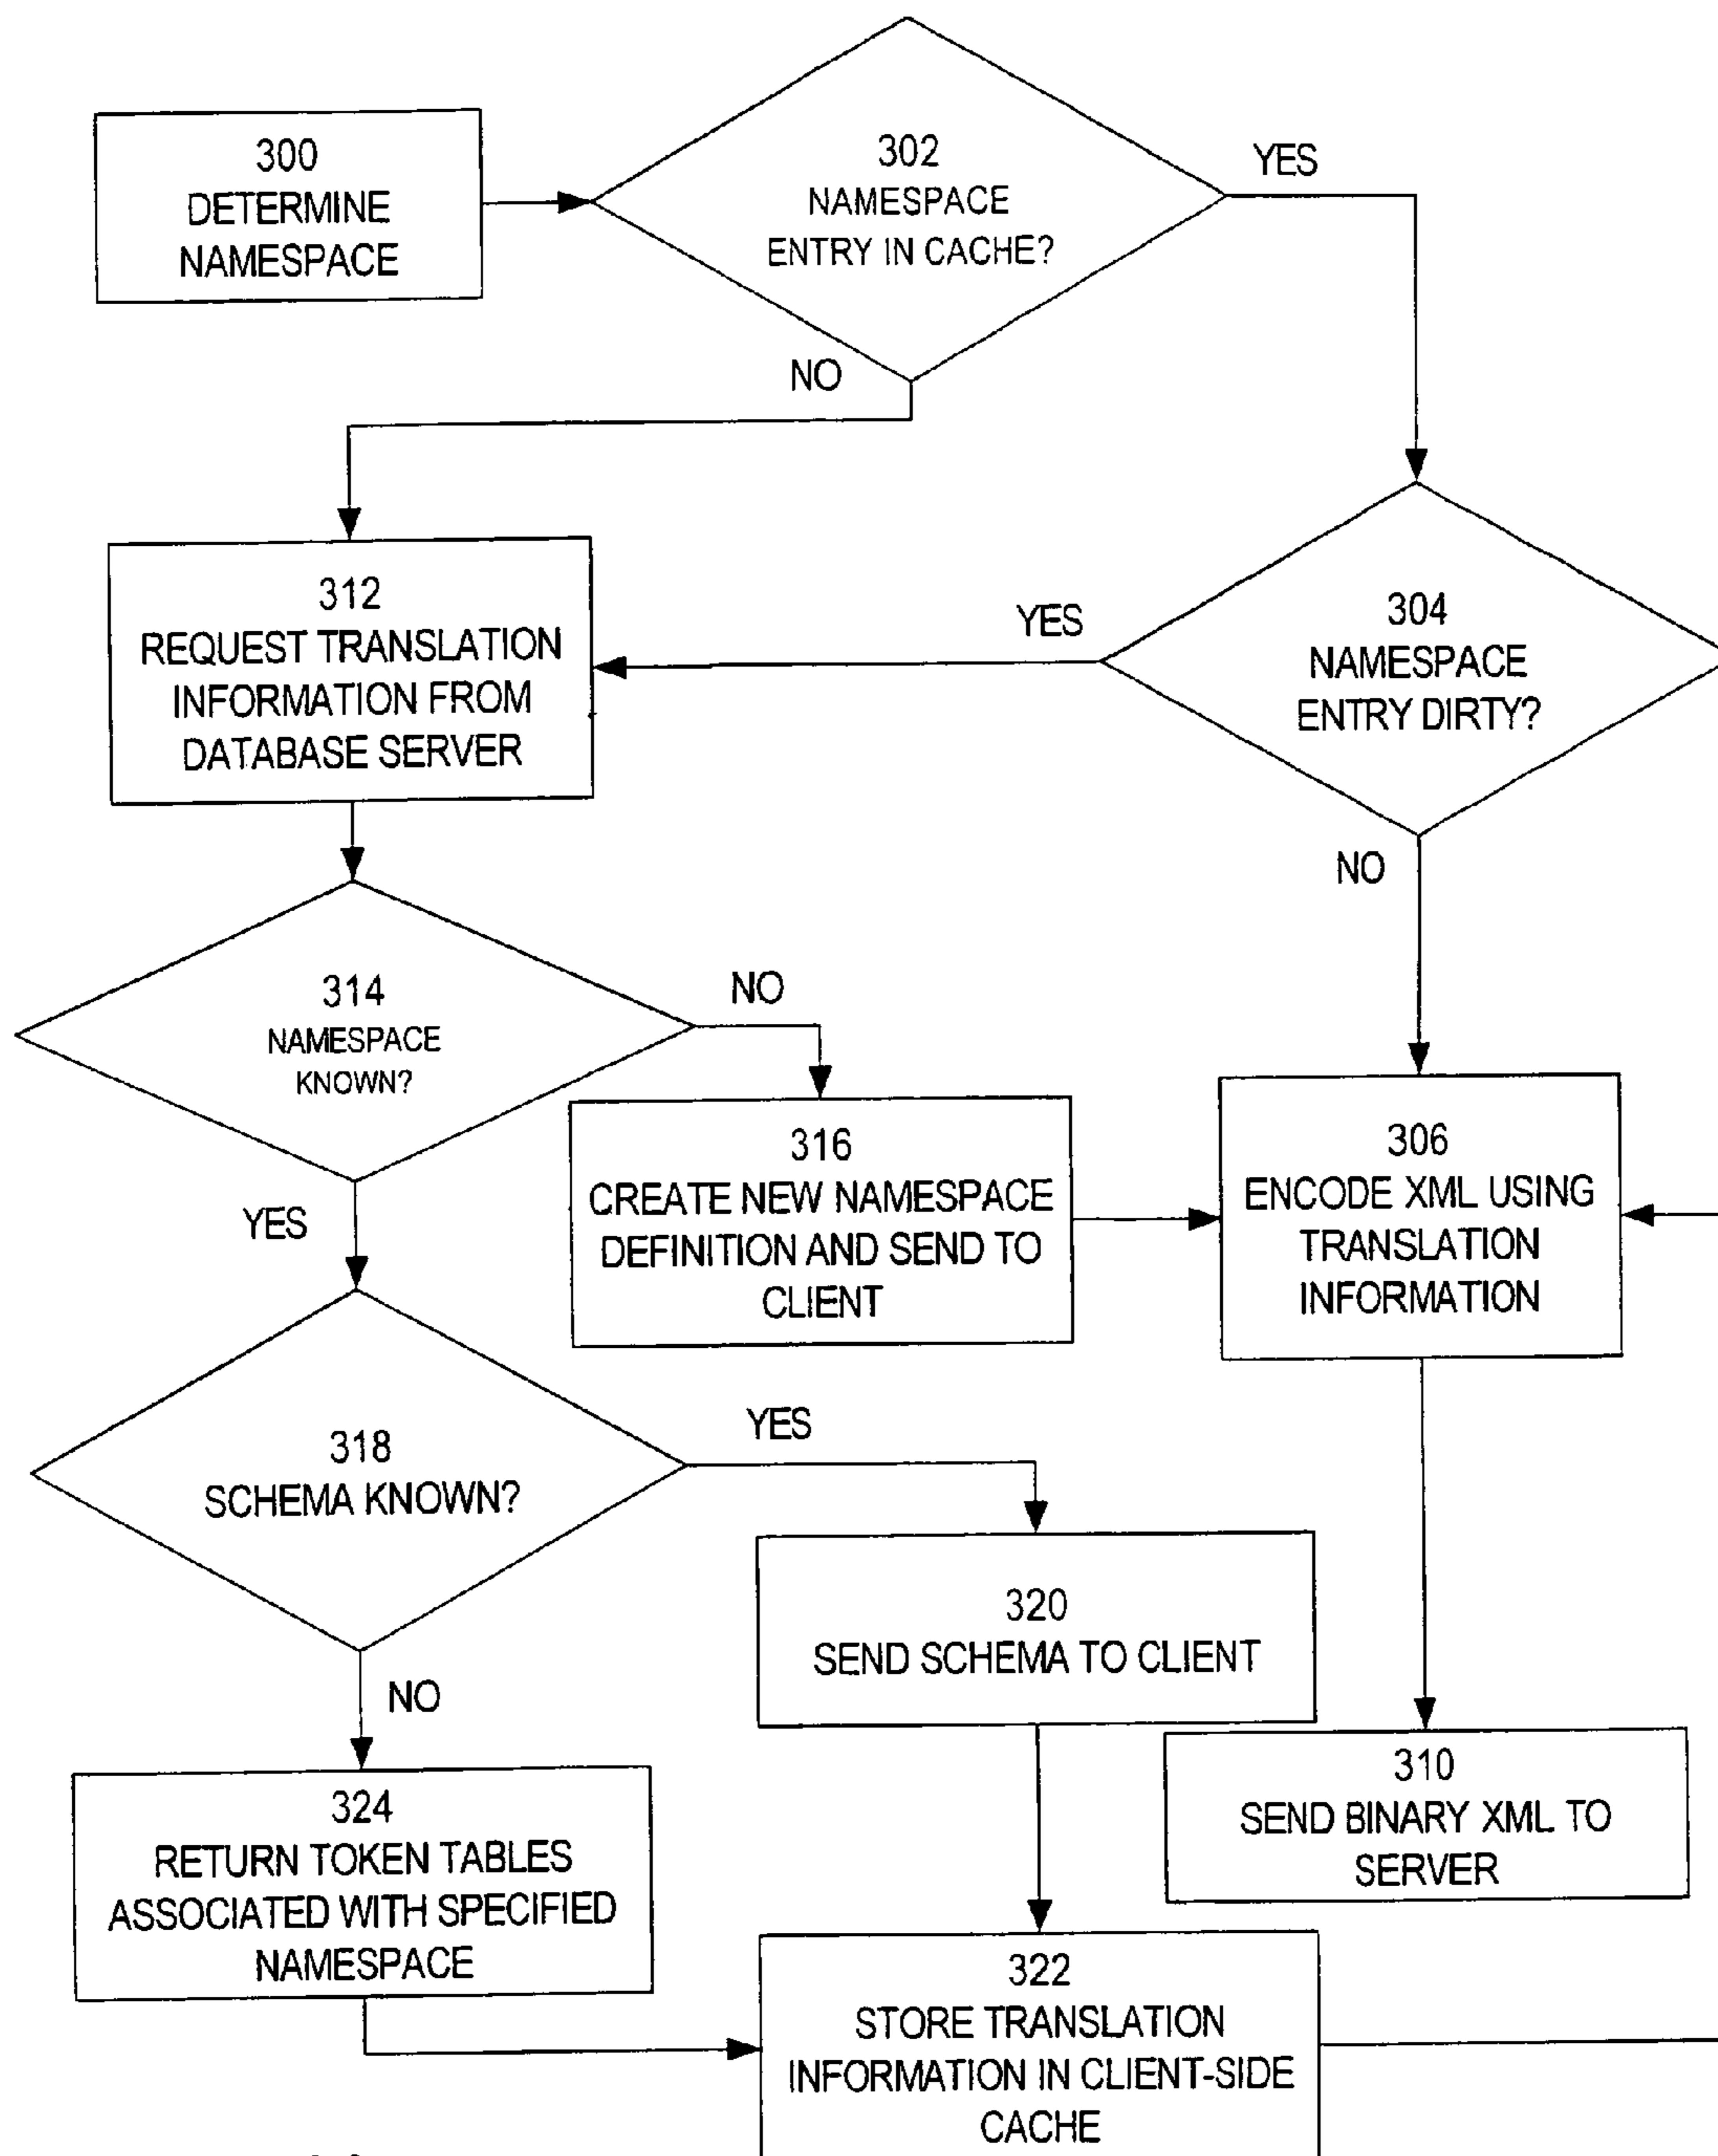 300
DETERMINE
NAMESPACE
302
NAMESPACE
ENTRY IN CACHE?
YES
NO
312
REQUEST TRANSLATION
INFORMATION FROM
DATABASE SERVER
YES
304
NAMESPACE
ENTRY DIRTY?
NO
314
NAMESPACE
KNOWN?
NO
316
CREATE NEW NAMESPACE
DEFINITION AND SEND TO
CLIENT
306
ENCODE XML USING
TRANSLATION
INFORMATION
YES
318
SCHEMA KNOWN?
YES
320
SEND SCHEMA TO CLIENT
NO
310
SEND BINARY XML TO
SERVER
324
RETURN TOKEN TABLES
ASSOCIATED WITH SPECIFIED
NAMESPACE
322
STORE TRANSLATION
INFORMATION IN CLIENT-SIDE
CACHE